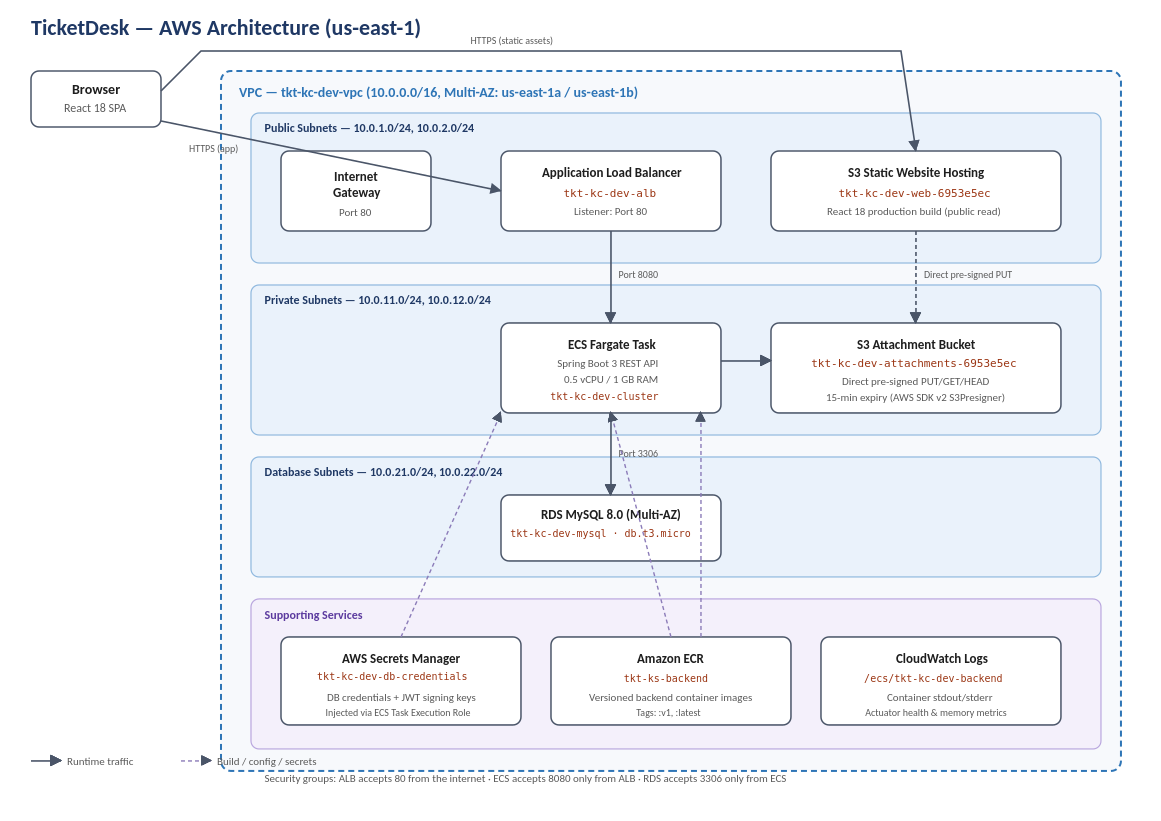 TicketDesk — AWS Architecture (us-east-1)
HTTPS (static assets)
Browser
React 18 SPA
VPC — tkt-kc-dev-vpc (10.0.0.0/16, Multi-AZ: us-east-1a / us-east-1b)
Public Subnets — 10.0.1.0/24, 10.0.2.0/24
HTTPS (app)
Internet
Gateway
Port 80
Application Load Balancer
tkt-kc-dev-alb
Listener: Port 80
S3 Static Website Hosting
tkt-kc-dev-web-6953e5ec
React 18 production build (public read)
Port 8080
Direct pre-signed PUT
Private Subnets — 10.0.11.0/24, 10.0.12.0/24
ECS Fargate Task
Spring Boot 3 REST API
0.5 vCPU / 1 GB RAM
tkt-kc-dev-cluster
S3 Attachment Bucket
tkt-kc-dev-attachments-6953e5ec
Direct pre-signed PUT/GET/HEAD
15-min expiry (AWS SDK v2 S3Presigner)
Port 3306
Database Subnets — 10.0.21.0/24, 10.0.22.0/24
RDS MySQL 8.0 (Multi-AZ)
tkt-kc-dev-mysql · db.t3.micro
Supporting Services
AWS Secrets Manager
tkt-kc-dev-db-credentials
DB credentials + JWT signing keys
Injected via ECS Task Execution Role
Amazon ECR
tkt-ks-backend
Versioned backend container images
Tags: :v1, :latest
CloudWatch Logs
/ecs/tkt-kc-dev-backend
Container stdout/stderr
Actuator health & memory metrics
Runtime traffic
Build / config / secrets
Security groups: ALB accepts 80 from the internet · ECS accepts 8080 only from ALB · RDS accepts 3306 only from ECS